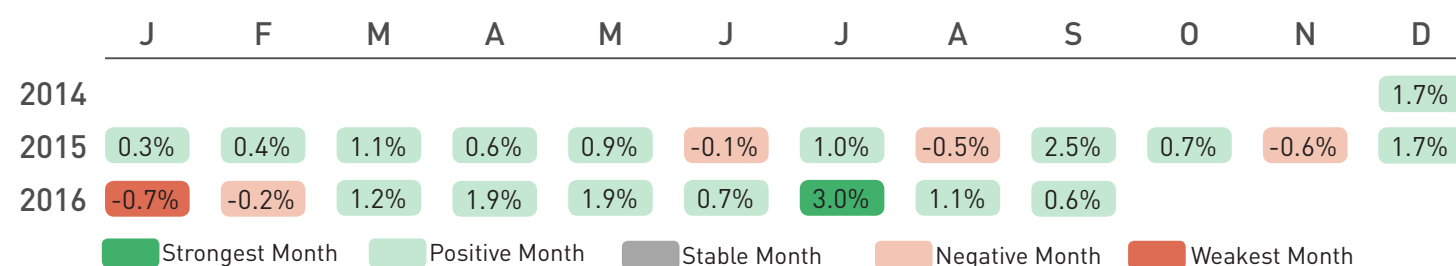 J F M A M J J A S O N D
2014 1.7%
2015 0.3% 0.4% 1.1% 0.6% 0.9% -0.1% 1.0% -0.5% 2.5% 0.7% -0.6% 1.7%
2016 -0.7% -0.2% 1.2% 1.9% 1.9% 0.7% 3.0% 1.1% 0.6%
Strongest Month Positive Month Stable Month Negative Month Weakest Month